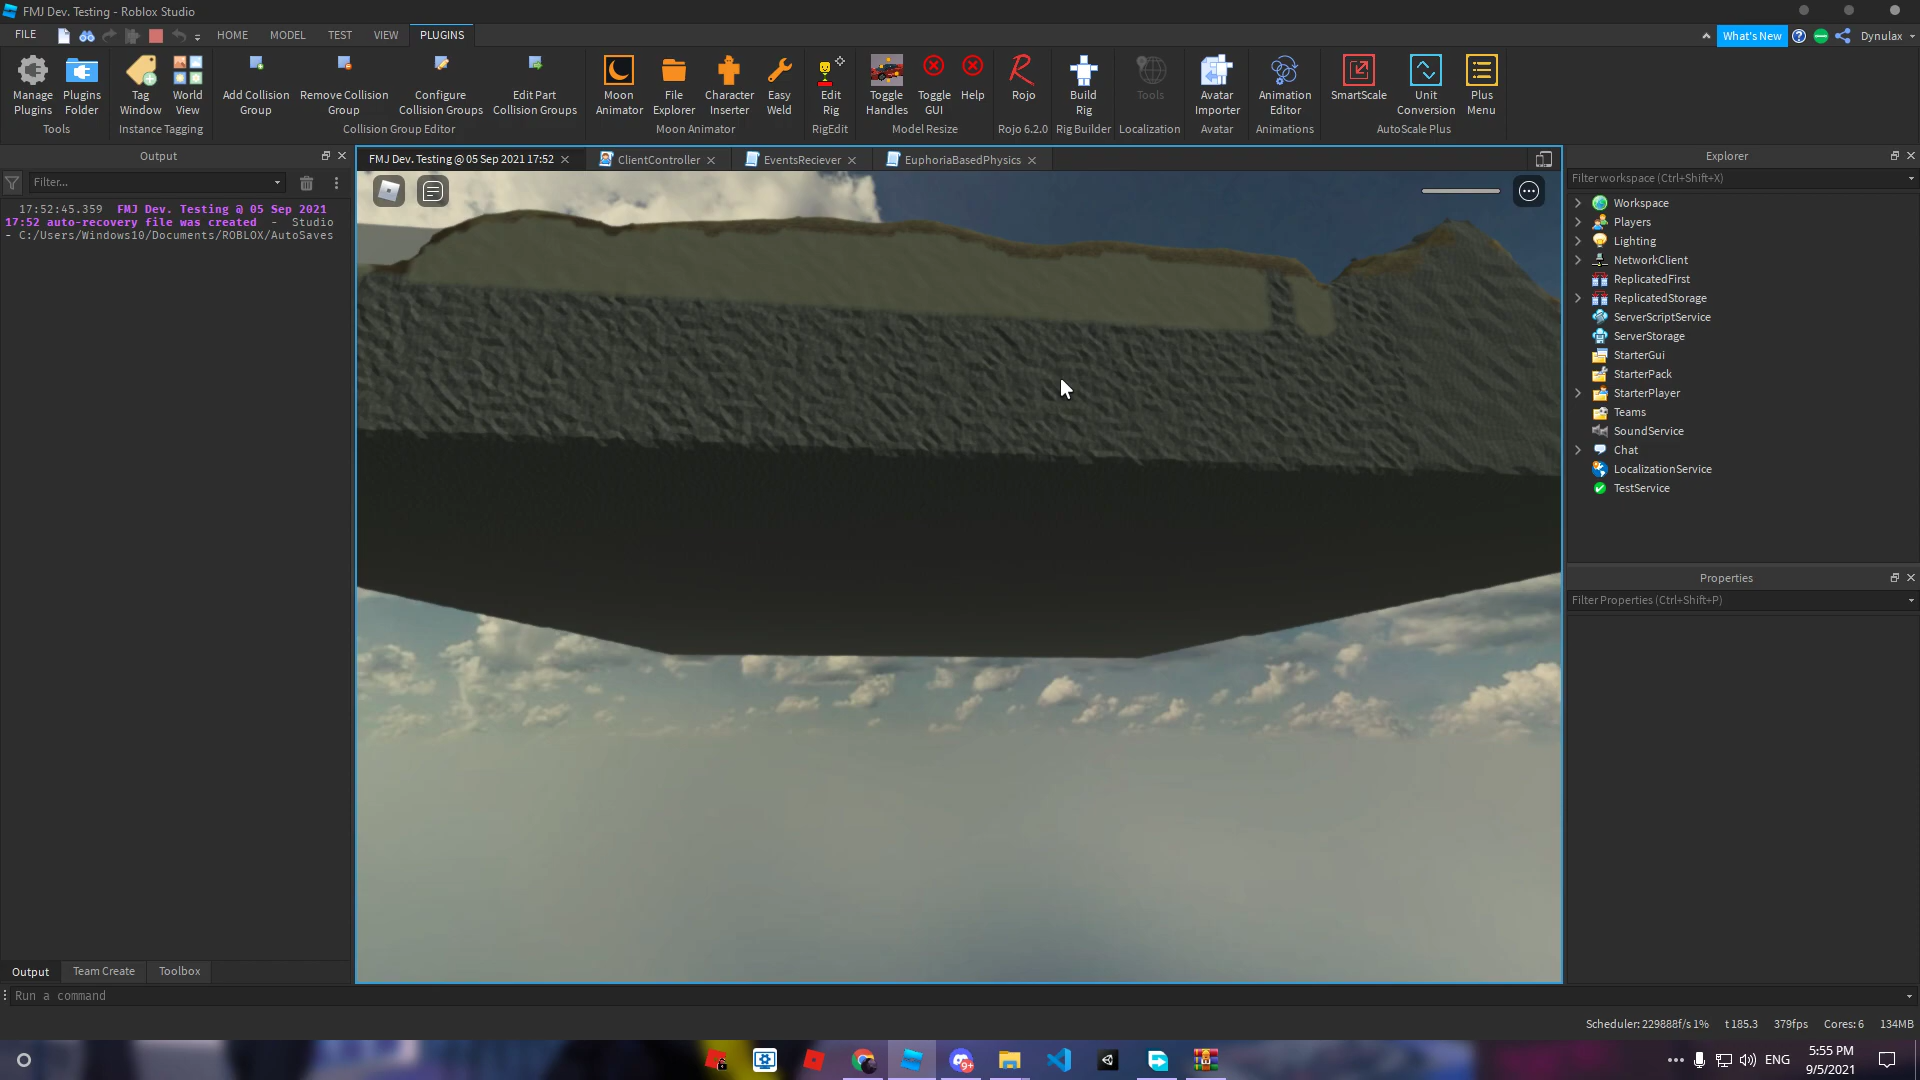 FMJ Dev. Testing - Roblox Studio
FILE
HOME
MODEL
TEST
VIEW
PLUGINS
What's New
Dynulax
Manage Plugins
Plugins Folder
Tools
Tag Window
World View
Instance Tagging
Add Collision Group
Remove Collision Group
Configure Collision Groups
Edit Part Collision Groups
Collision Group Editor
Moon Animator
File Explorer
Character Inserter
Easy Weld
Moon Animator
Edit Rig
RigEdit
Toggle Handles
Toggle GUI
Help
Model Resize
Rojo
Rojo 6.2.0
Build Rig
Rig Builder
Tools
Localization
Avatar Importer
Avatar
Animation Editor
Animations
SmartScale
Unit Conversion
Plus Menu
AutoScale Plus
Output
Filter...
17:52:45.359 FMJ Dev. Testing @ 05 Sep 2021
17:52 auto-recovery file was created - Studio
- C:/Users/Windows10/Documents/ROBLOX/AutoSaves
FMJ Dev. Testing @ 05 Sep 2021 17:52
ClientController
EventsReciever
EuphoriaBasedPhysics
Explorer
Filter workspace (Ctrl+Shift+X)
Workspace
Players
Lighting
NetworkClient
ReplicatedFirst
ReplicatedStorage
ServerScriptService
ServerStorage
StarterGui
StarterPack
StarterPlayer
Teams
SoundService
Chat
LocalizationService
TestService
Properties
Filter Properties (Ctrl+Shift+P)
Output
Team Create
Toolbox
Run a command
Scheduler: 229888f/s 1%
t 185.3
379fps
Cores: 6
134MB
9+
ENG
5:55 PM
9/5/2021